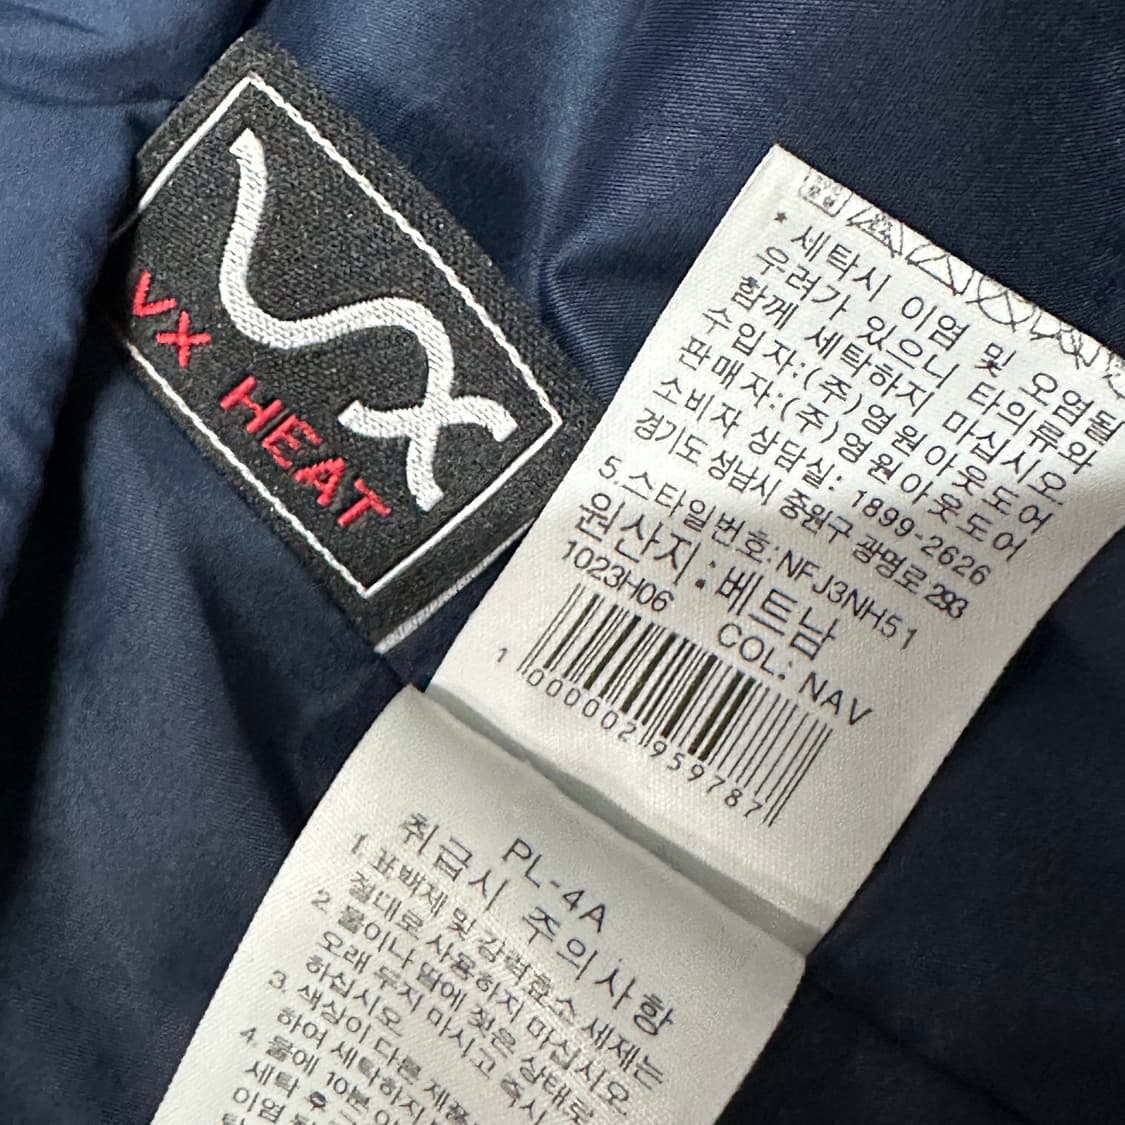 VX HEAT
* 세탁시 이염 및 오염될
우려가 있으니 타의류와
함께 세탁하지 마십시오
수입자:(주)영원아웃도어
판매자:(주)영원아웃도어
소비자 상담실: 1899-2626
경기도 성남시 중원구 광명로 293
5.스타일번호:NFJ3NH51
원산지:베트남
1023H06 COL: NAV
1 000002 959787
PL-4A
취급시 주의사항
1. 표백제 및 강력효소 세제는
절대로 사용하지 마십시오.
2. 물이나 땀에 젖은 상태로
오래 두지 마시고 즉시
하십시오
3. 색상이 다른 제품
하여 세탁하지
4. 물에 10분 이
세탁 후
이염